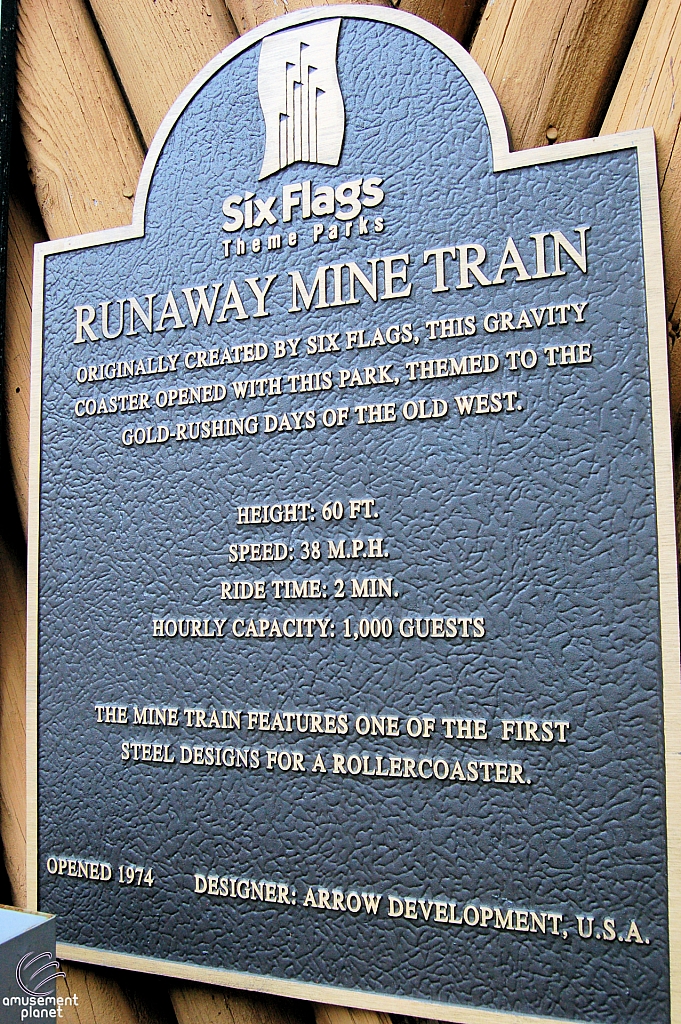 Six Flags
Theme Parks
RUNAWAY MINE TRAIN
ORIGINALLY CREATED BY SIX FLAGS, THIS GRAVITY
COASTER OPENED WITH THIS PARK, THEMED TO THE
GOLD-RUSHING DAYS OF THE OLD WEST.
HEIGHT: 60 FT.
SPEED: 38 M.P.H.
RIDE TIME: 2 MIN.
HOURLY CAPACITY: 1,000 GUESTS
THE MINE TRAIN FEATURES ONE OF THE FIRST
STEEL DESIGNS FOR A ROLLERCOASTER.
OPENED 1974 DESIGNER: ARROW DEVELOPMENT, U.S.A.
amusement
planet